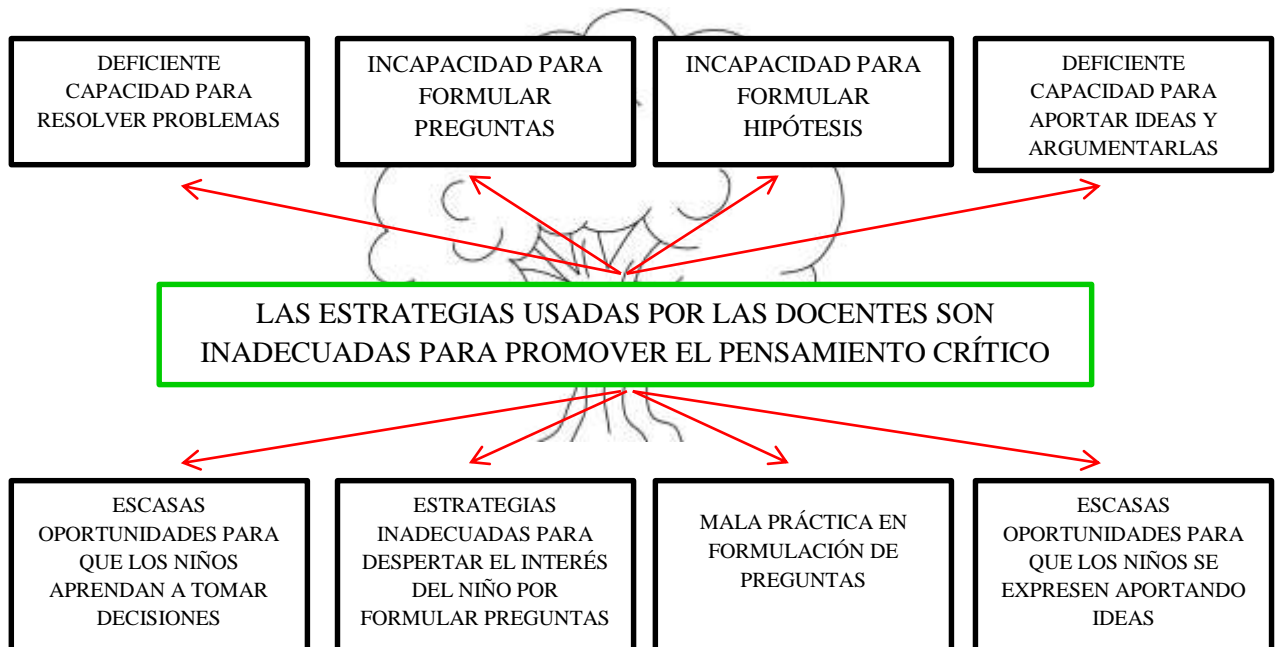 DEFICIENTE
CAPACIDAD PARA
RESOLVER PROBLEMAS
INCAPACIDAD PARA
FORMULAR
PREGUNTAS
INCAPACIDAD PARA
FORMULAR
HIPÓTESIS
DEFICIENTE
CAPACIDAD PARA
APORTAR IDEAS Y
ARGUMENTARLAS
LAS ESTRATEGIAS USADAS POR LAS DOCENTES SON
INADECUADAS PARA PROMOVER EL PENSAMIENTO CRÍTICO
ESCASAS
OPORTUNIDADES PARA
QUE LOS NIÑOS
APRENDAN A TOMAR
DECISIONES
ESTRATEGIAS
INADECUADAS PARA
DESPERTAR EL INTERÉS
DEL NIÑO POR
FORMULAR PREGUNTAS
MALA PRÁCTICA EN
FORMULACIÓN DE
PREGUNTAS
ESCASAS
OPORTUNIDADES PARA
QUE LOS NIÑOS SE
EXPRESEN APORTANDO
IDEAS